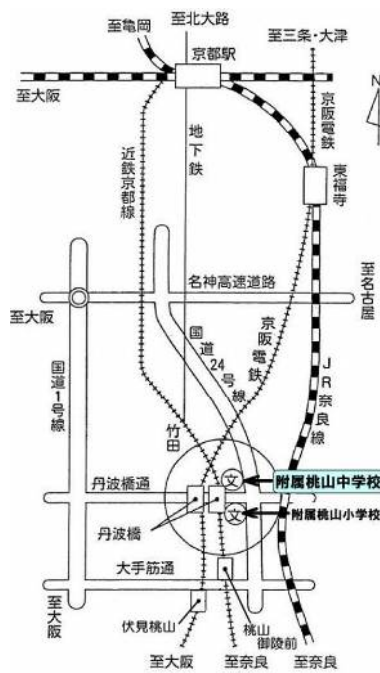 至亀岡
至北大路
至三条・大津
京都駅
N
至大阪
京阪電鉄
地下鉄
近鉄京都線
東福寺
名神高速道路
至名古屋
至大阪
国道24号線
京阪電鉄
JR奈良線
国道1号線
竹田
丹波橋通
文
附属桃山中学校
文
附属桃山小学校
丹波橋
大手筋通
至大阪
伏見桃山
桃山
御陵前
至大阪
至奈良
至奈良